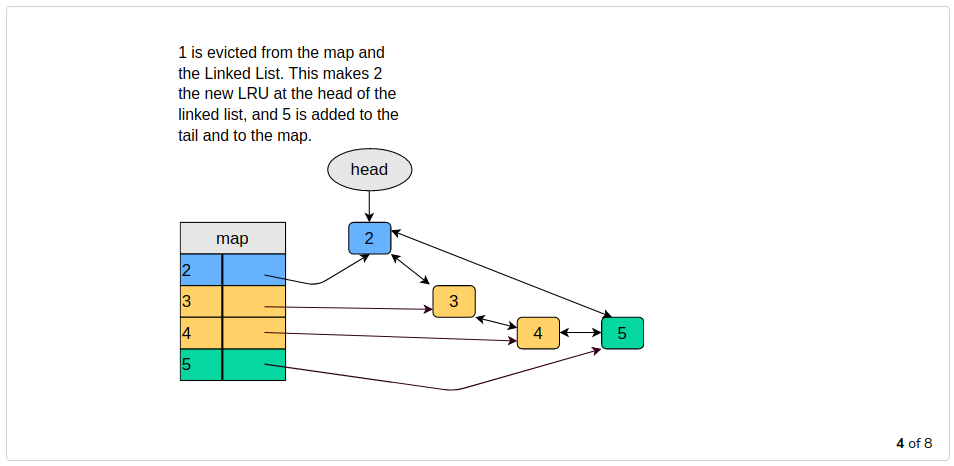 1 is evicted from the map and
the Linked List. This makes 2
the new LRU at the head of the
linked list, and 5 is added to the
tail and to the map.
head
map
2
2
3
3
4
4
5
5
4 of 8